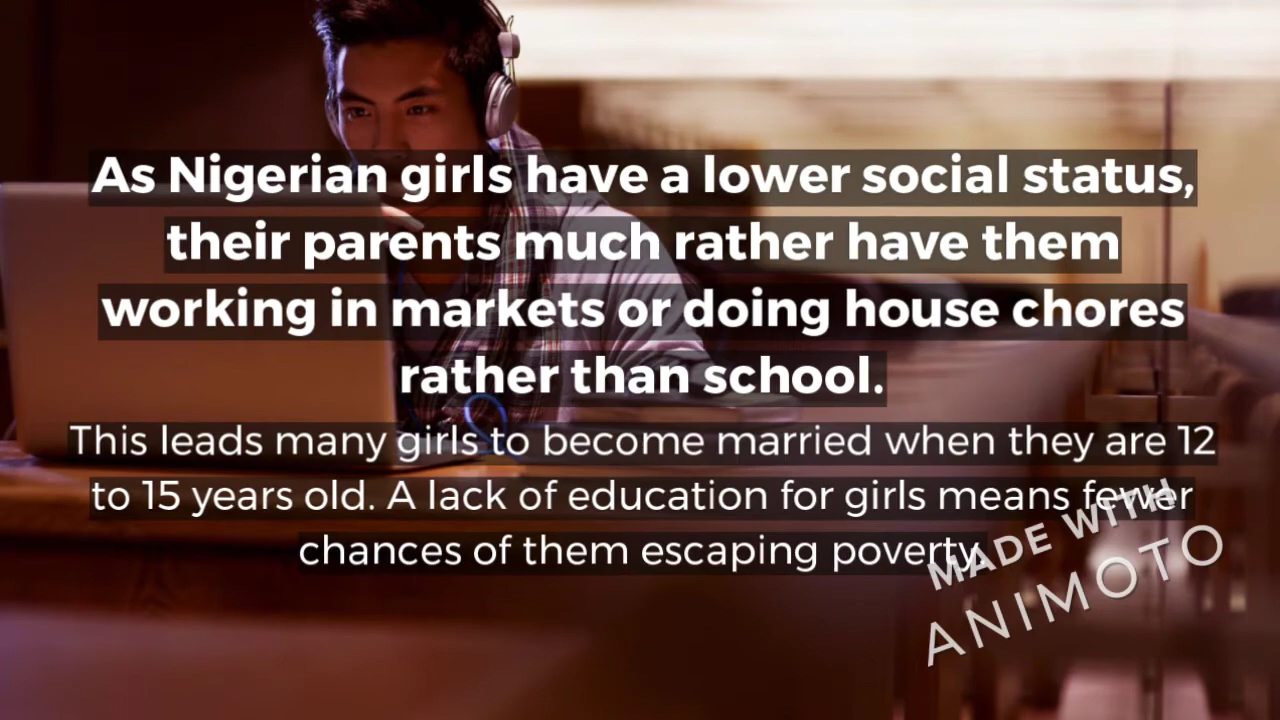 As Nigerian girls have a lower social status,
their parents much rather have them
working in markets or doing house chores
rather than school.
This leads many girls to become married when they are 12
to 15 years old. A lack of education for girls means fewer
chances of them escaping poverty.
MADE WITH
ANIMOTO